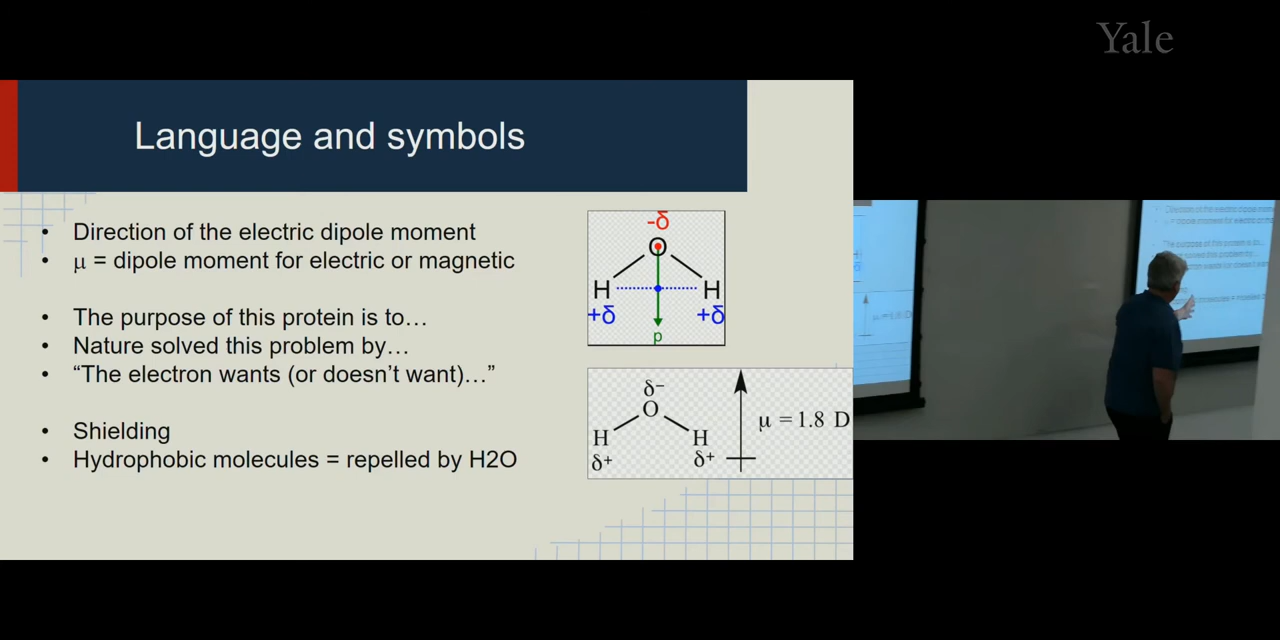 Yale
Language and symbols
• Direction of the electric dipole moment
• μ = dipole moment for electric or magnetic
• The purpose of this protein is to…
• Nature solved this problem by…
• “The electron wants (or doesn’t want)…”
• Shielding
• Hydrophobic molecules = repelled by H2O
-δ
O
H H
+δ +δ
p
δ–
O
H H
δ+ δ+
μ = 1.8 D